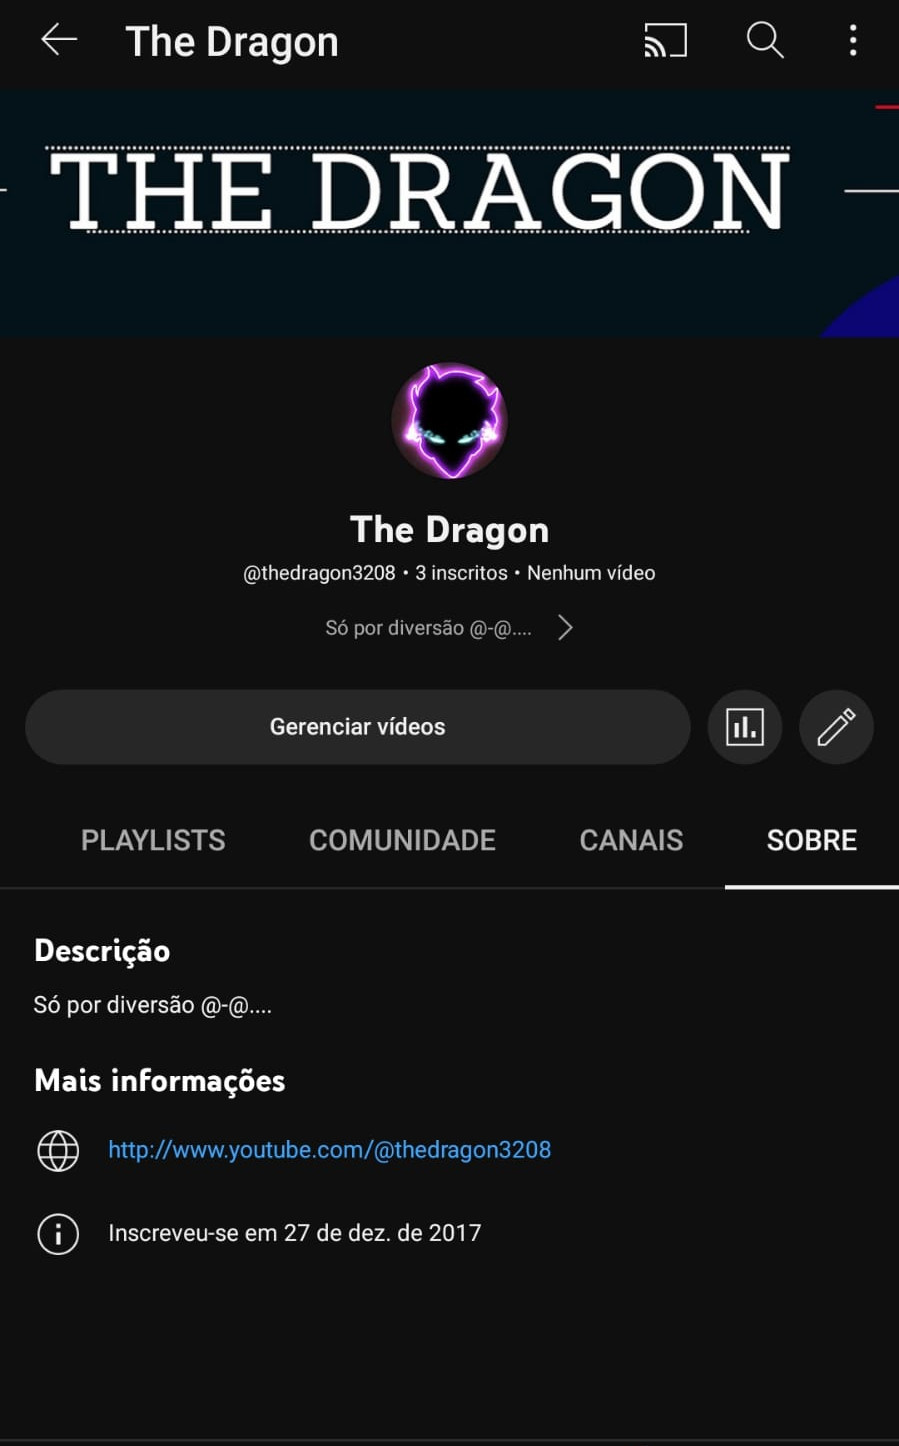 The Dragon
THE DRAGON
The Dragon
@thedragon3208 • 3 inscritos • Nenhum vídeo
Só por diversão @-@....
Gerenciar vídeos
PLAYLISTS COMUNIDADE CANAIS SOBRE
Descrição
Só por diversão @-@....
Mais informações
http://www.youtube.com/@thedragon3208
Inscreveu-se em 27 de dez. de 2017